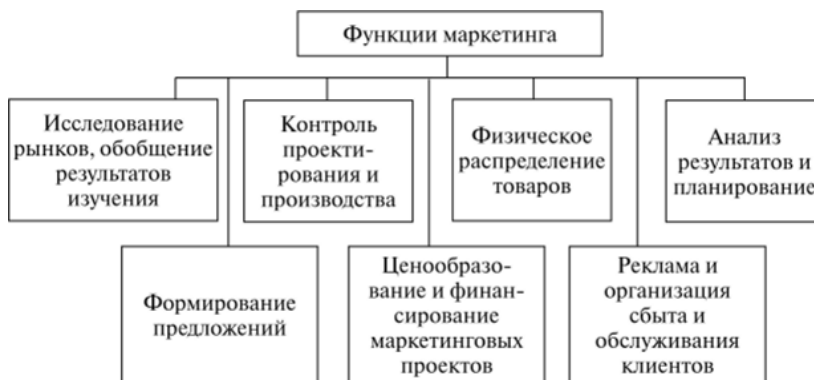 Функции маркетинга
Исследование
рынков, обобщение
результатов
изучения
Контроль
проекти-
рования и
производства
Физическое
распределение
товаров
Анализ
результатов и
планирование
Формирование
предложений
Ценообразо-
вание и финан-
сирование
маркетинговых
проектов
Реклама и
организация
сбыта и
обслуживания
клиентов